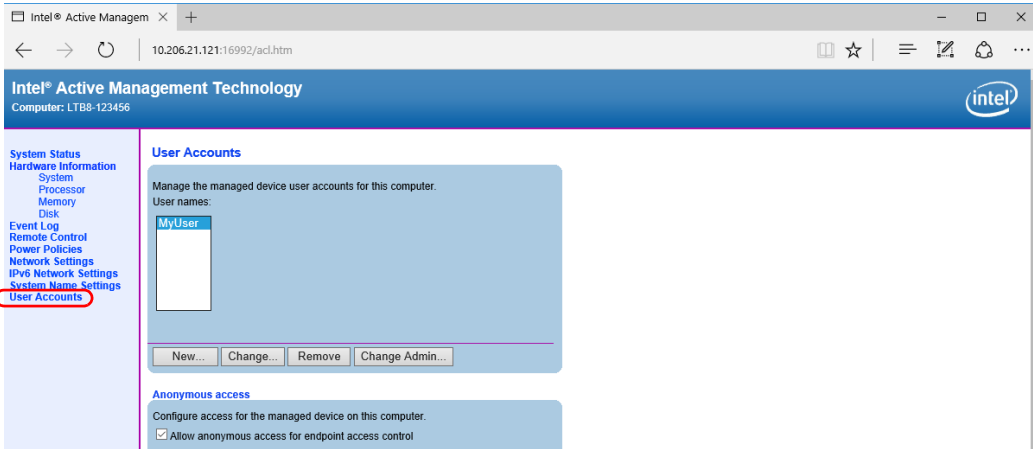 Intel® Active Managem
10.206.21.121:16992/acl.htm
Intel® Active Management Technology
Computer: LTB8-123456
intel
System Status
Hardware Information
System
Processor
Memory
Disk
Event Log
Remote Control
Power Policies
Network Settings
IPv6 Network Settings
System Name Settings
User Accounts
User Accounts
Manage the managed device user accounts for this computer.
User names:
MyUser
New... Change... Remove Change Admin...
Anonymous access
Configure access for the managed device on this computer.
Allow anonymous access for endpoint access control